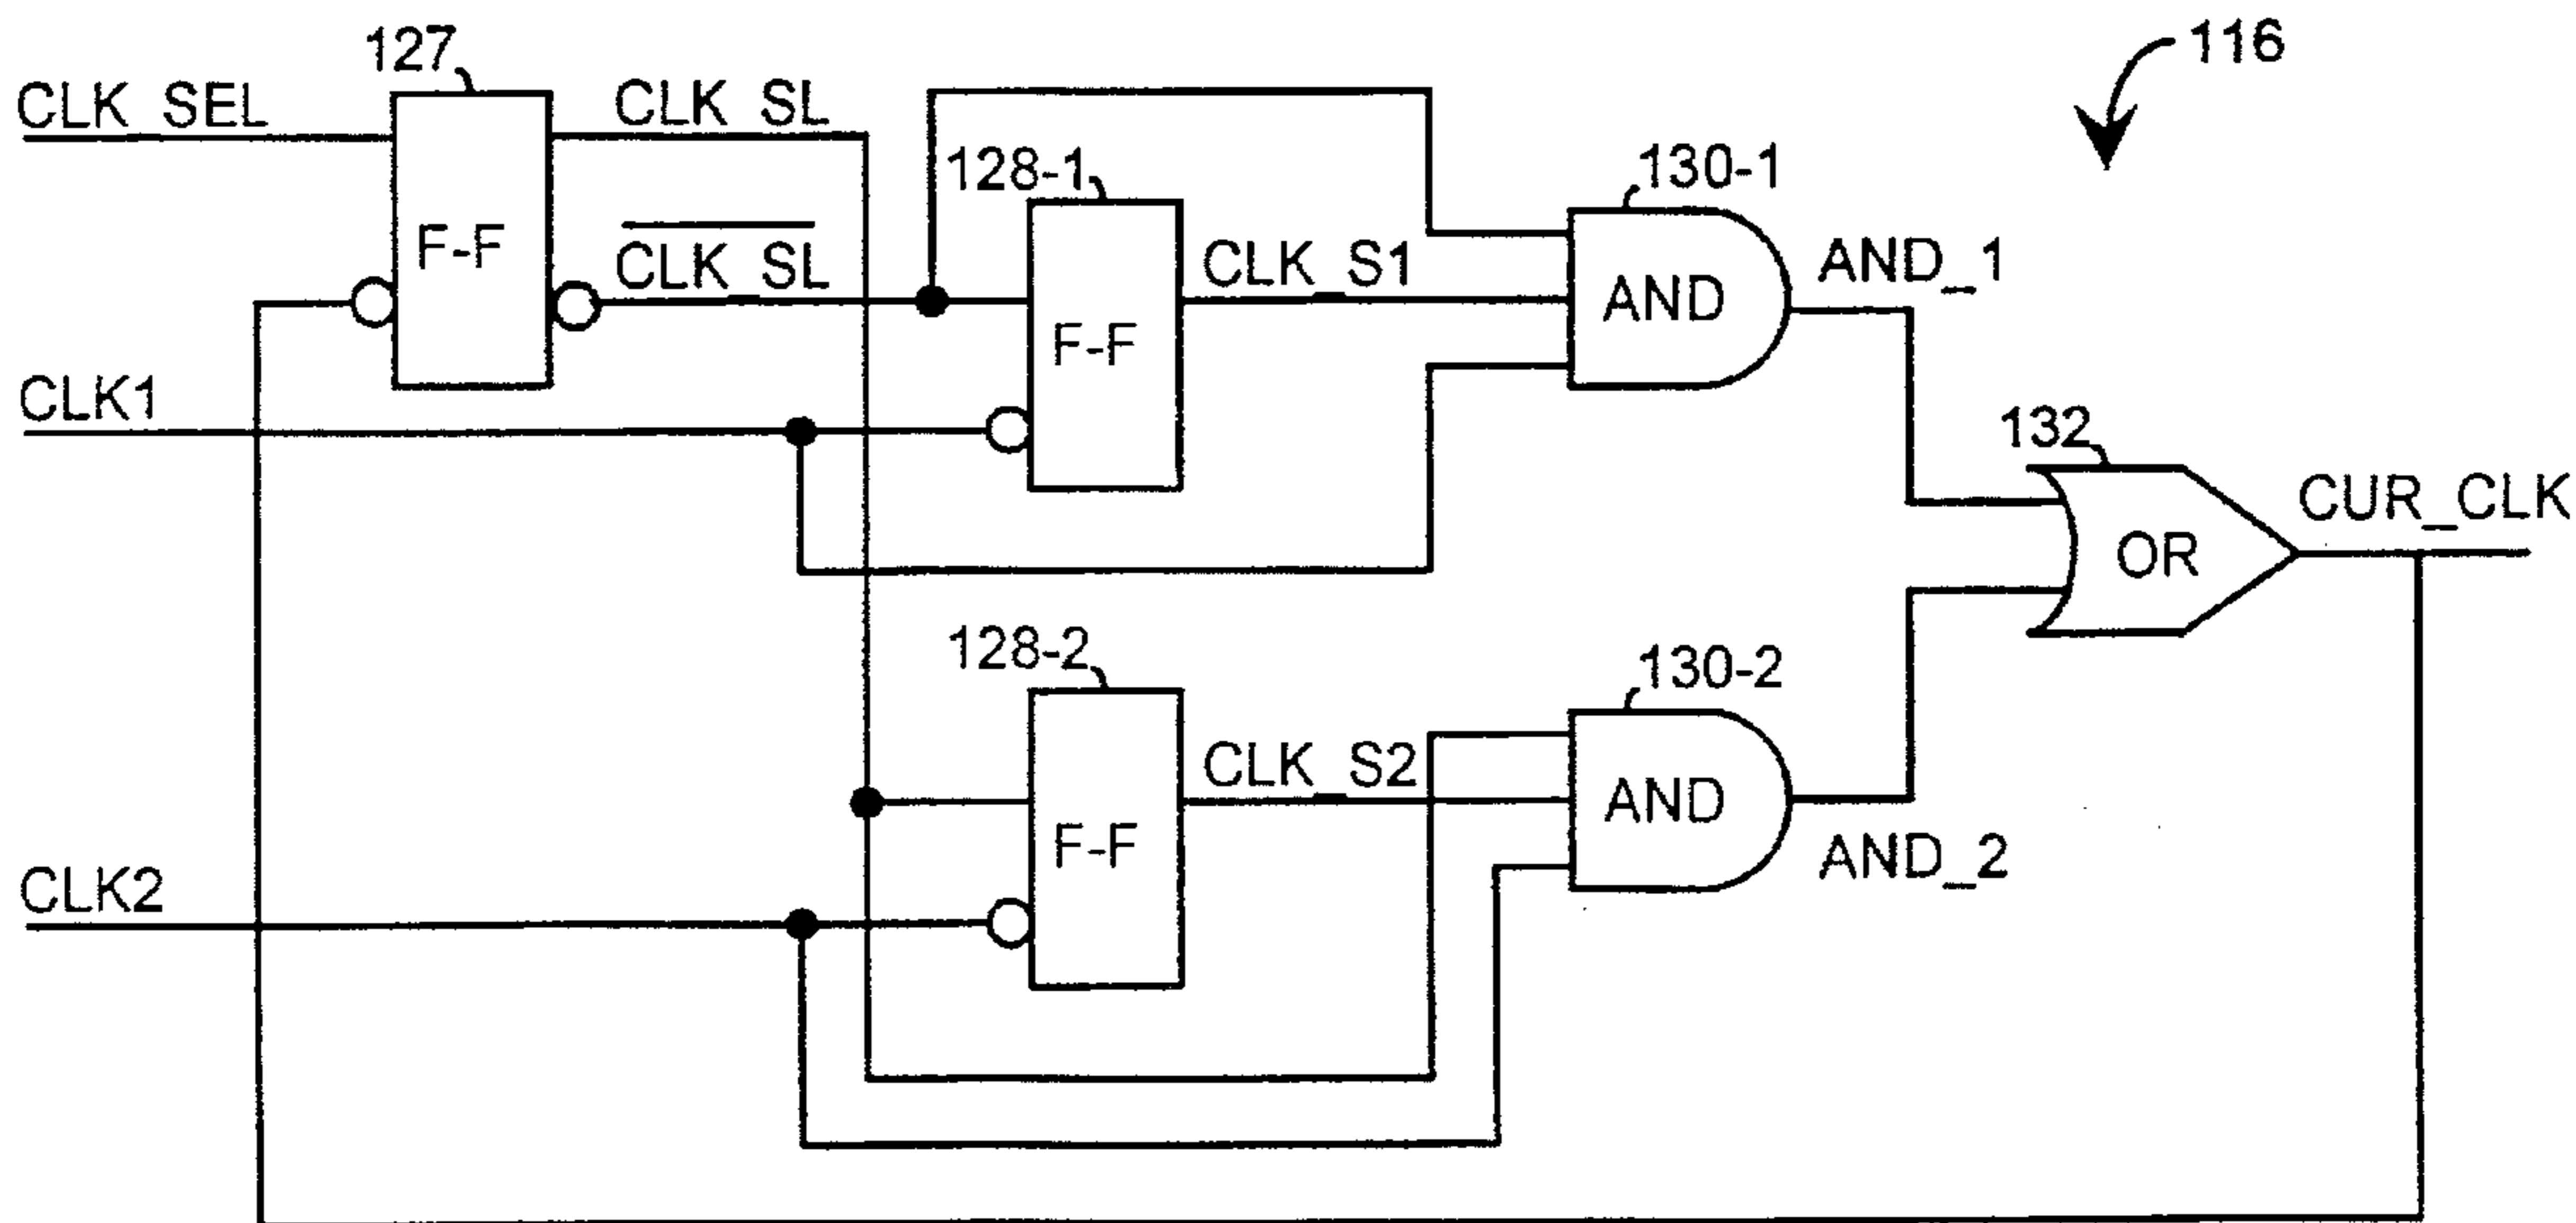 116
127
CLK_SEL
CLK_SL
128-1
130-1
F-F
CLK_SL
CLK_S1
AND_1
AND
F-F
CLK1
132
CUR_CLK
OR
128-2
130-2
CLK_S2
AND
F-F
AND_2
CLK2